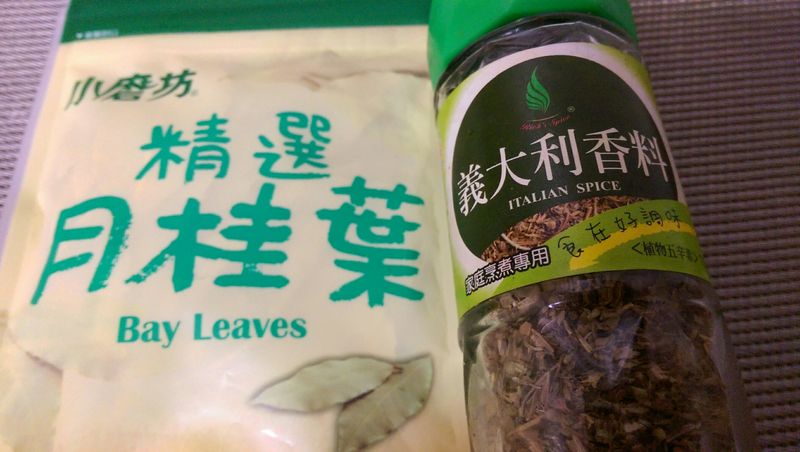 小磨坊
精選
月桂葉
Bay Leaves
義大利香料
ITALIAN SPICE
食在好調味
家庭烹煮專用
<植物五辛素>